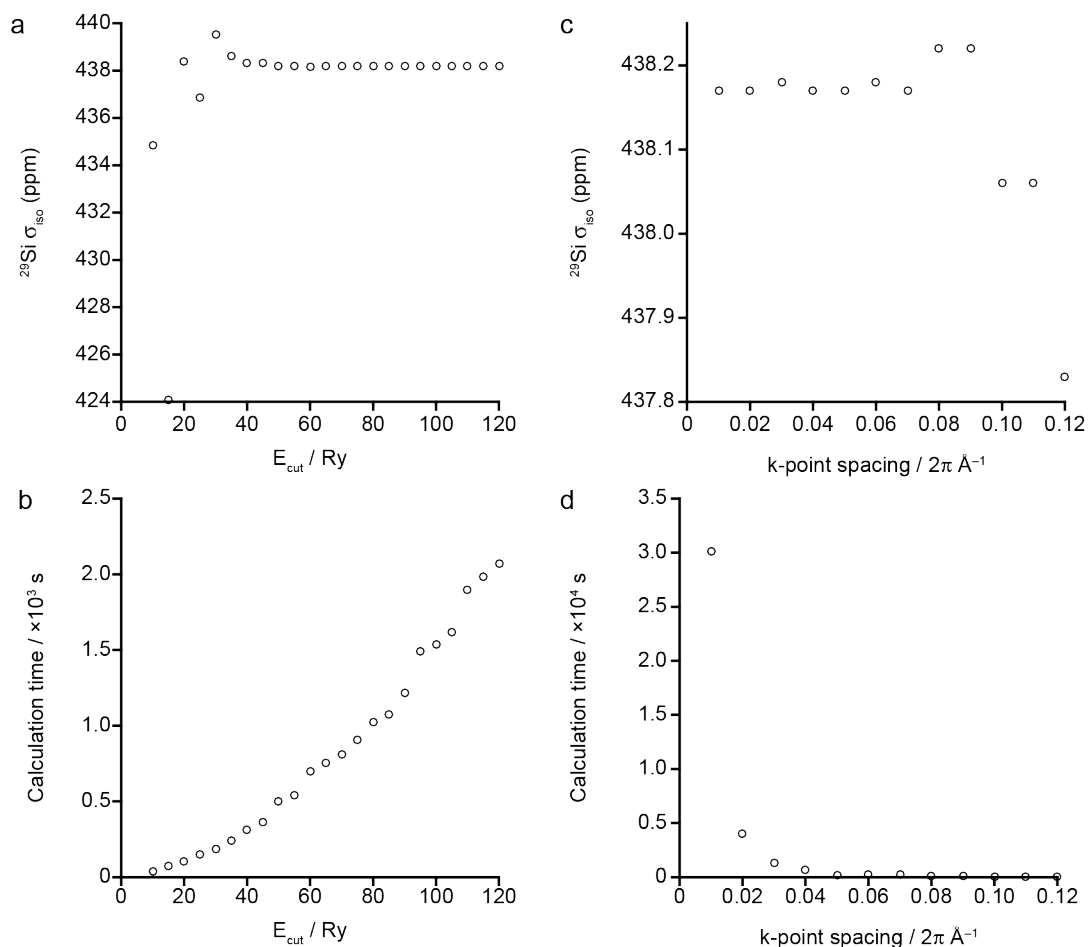 a
440
438
436
434
432
430
428
426
424
²⁹Si σiso (ppm)
0 20 40 60 80 100 120
Ecut / Ry
c
438.2
438.1
438.0
437.9
437.8
²⁹Si σiso (ppm)
0 0.02 0.04 0.06 0.08 0.10 0.12
k-point spacing / 2π Å⁻¹
b
2.5
2.0
1.5
1.0
0.5
0
Calculation time / ×10³ s
0 20 40 60 80 100 120
Ecut / Ry
d
3.5
3.0
2.5
2.0
1.5
1.0
0.5
0
Calculation time / ×10⁴ s
0 0.02 0.04 0.06 0.08 0.10 0.12
k-point spacing / 2π Å⁻¹